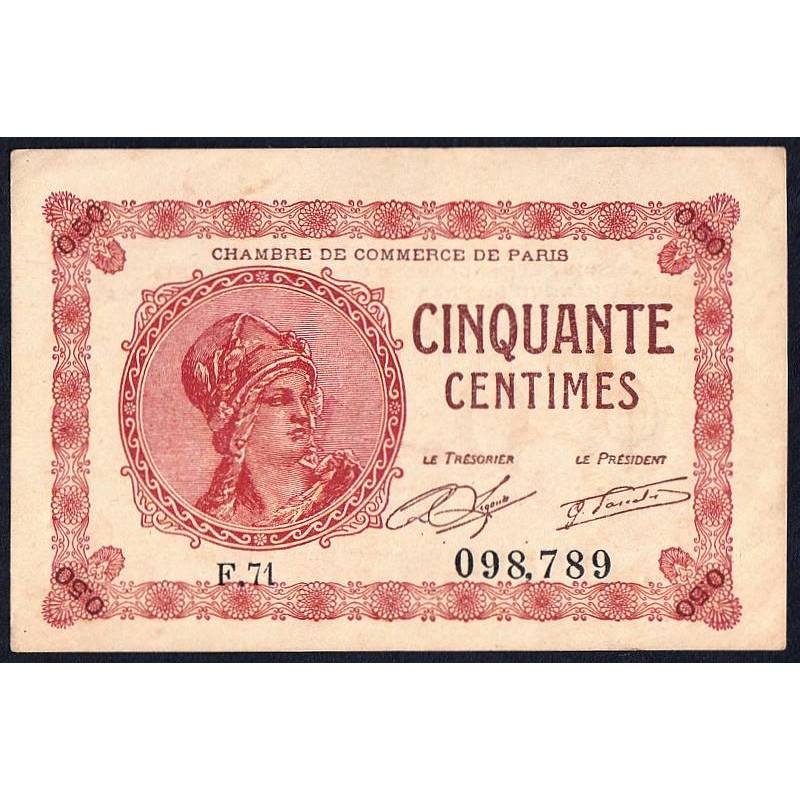 0.50 0.50
CHAMBRE DE COMMERCE DE PARIS
CINQUANTE
CENTIMES
LE TRÉSORIER LE PRÉSIDENT
F.71 098,789
0.50 0.50